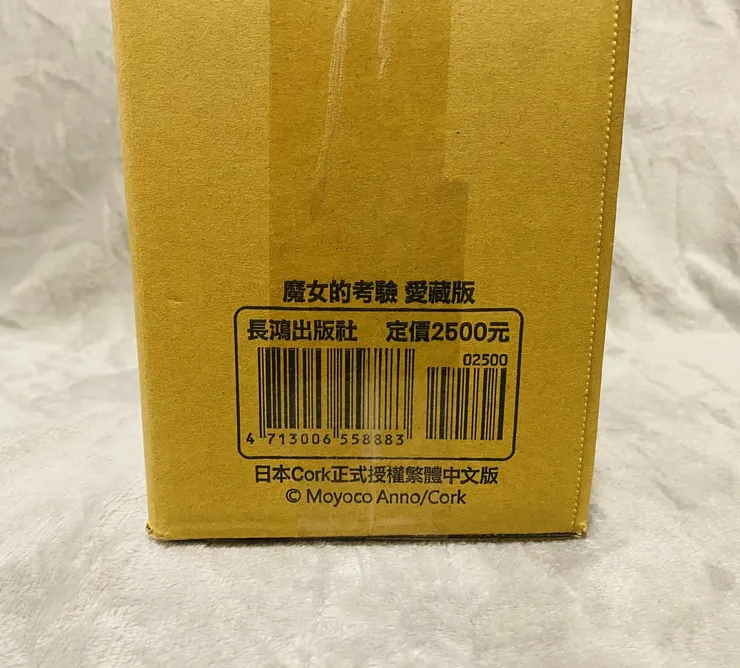 魔女的考驗 愛藏版
長鴻出版社 定價2500元
02500
4 713006 558883
日本Cork正式授權繁體中文版
© Moyoco Anno/Cork